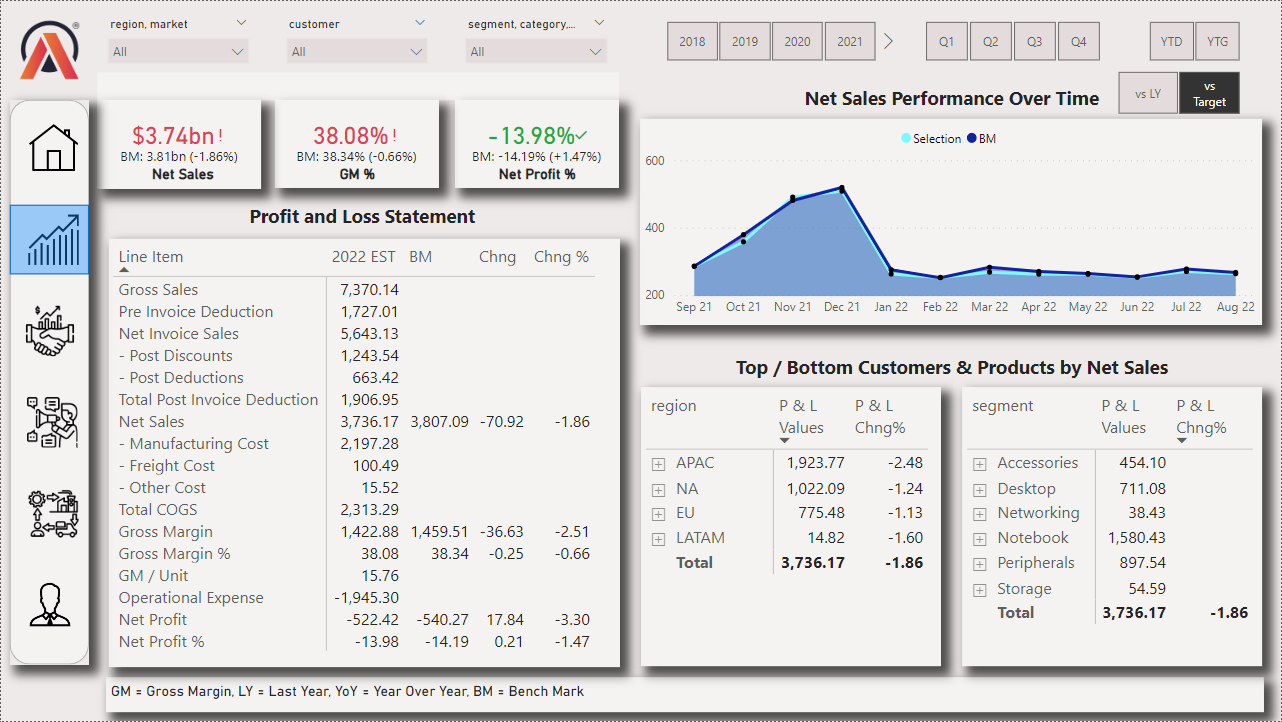 region, market
customer
segment, category,...
All
All
All
2018 2019 2020 2021
Q1 Q2 Q3 Q4
YTD YTG
vs LY
vs Target
$3.74bn!
BM: 3.81bn (-1.86%)
Net Sales
38.08%!
BM: 38.34% (-0.66%)
GM %
-13.98%✓
BM: -14.19% (+1.47%)
Net Profit %
Profit and Loss Statement
Line Item 2022 EST BM Chng Chng %
Gross Sales 7,370.14
Pre Invoice Deduction 1,727.01
Net Invoice Sales 5,643.13
- Post Discounts 1,243.54
- Post Deductions 663.42
Total Post Invoice Deduction 1,906.95
Net Sales 3,736.17 3,807.09 -70.92 -1.86
- Manufacturing Cost 2,197.28
- Freight Cost 100.49
- Other Cost 15.52
Total COGS 2,313.29
Gross Margin 1,422.88 1,459.51 -36.63 -2.51
Gross Margin % 38.08 38.34 -0.25 -0.66
GM / Unit 15.76
Operational Expense -1,945.30
Net Profit -522.42 -540.27 17.84 -3.30
Net Profit % -13.98 -14.19 0.21 -1.47
Net Sales Performance Over Time
Selection BM
600
400
200
Sep 21 Oct 21 Nov 21 Dec 21 Jan 22 Feb 22 Mar 22 Apr 22 May 22 Jun 22 Jul 22 Aug 22
Top / Bottom Customers & Products by Net Sales
region P & L Values P & L Chng%
APAC 1,923.77 -2.48
NA 1,022.09 -1.24
EU 775.48 -1.13
LATAM 14.82 -1.60
Total 3,736.17 -1.86
segment P & L Values P & L Chng%
Accessories 454.10
Desktop 711.08
Networking 38.43
Notebook 1,580.43
Peripherals 897.54
Storage 54.59
Total 3,736.17 -1.86
GM = Gross Margin, LY = Last Year, YoY = Year Over Year, BM = Bench Mark